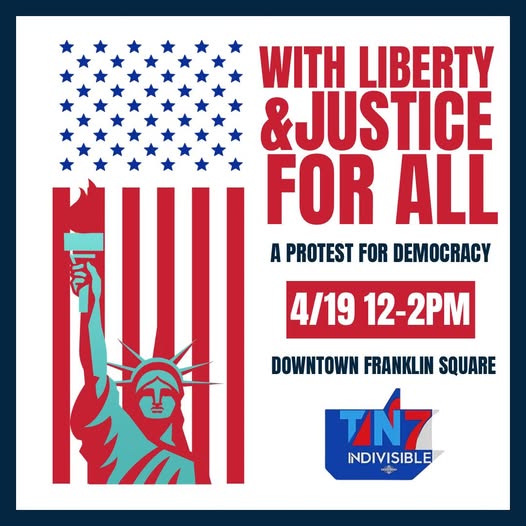 WITH LIBERTY
&JUSTICE
FOR ALL
A PROTEST FOR DEMOCRACY
4/19 12-2PM
DOWNTOWN FRANKLIN SQUARE
TN7
INDIVISIBLE